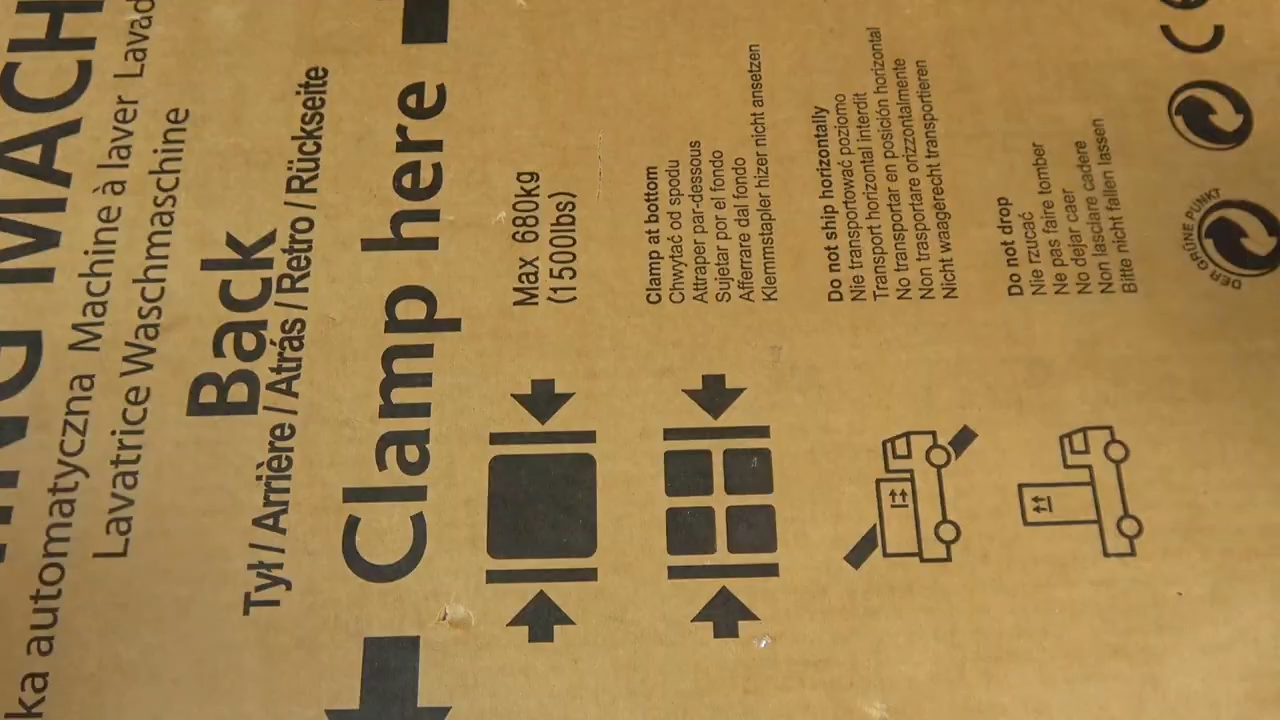 MACH
ka automatyczna Machine à laver Lavad
Lavatrice Waschmaschine
Back
Tył / Arrière / Atrás / Retro / Rückseite
Clamp here
Max 680kg
(1500lbs)
Clamp at bottom
Chwytać od spodu
Attraper par-dessous
Sujetar por el fondo
Afferrare dal fondo
Klemmstapler hizer nicht ansetzen
Do not ship horizontally
Nie transportować poziomo
Transport horizontal interdit
No transportar en posición horizontal
Non trasportare orizzontalmente
Nicht waagerecht transportieren
Do not drop
Nie rzucać
Ne pas faire tomber
No dejar caer
Non lasciare cadere
Bitte nicht fallen lassen
DER GRÜNE PUNKT